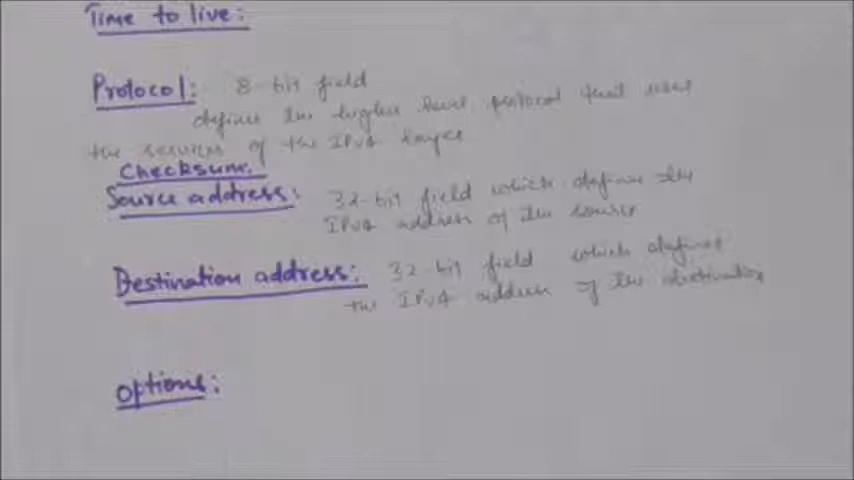 Time to live:
Protocol: 8-bit field
defines the higher level protocol that uses
the services of the IPv4 layer
Checksum.
Source address: 32-bit field which defines the
IPv4 address of the source
Destination address: 32-bit field which defines
the IPv4 address of the destination
options: